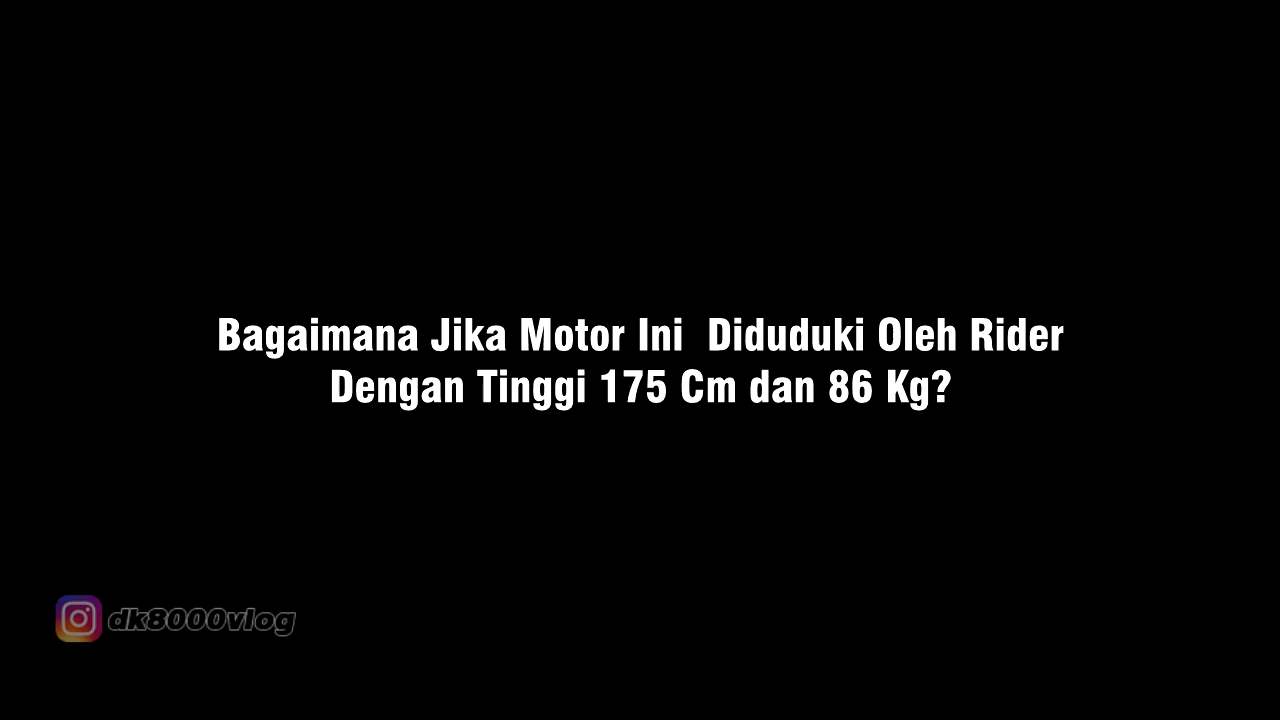 Bagaimana Jika Motor Ini  Diduduki Oleh Rider
Dengan Tinggi 175 Cm dan 86 Kg?
dk8000vlog